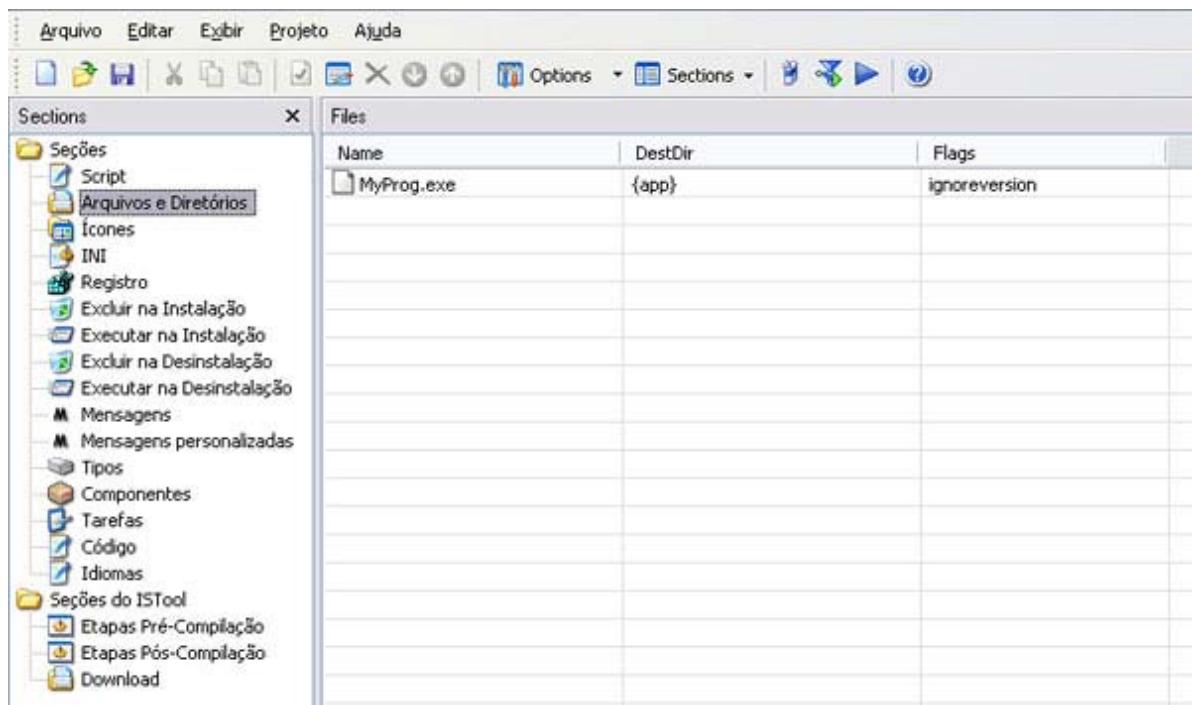 Arquivo Editar Exibir Projeto Ajuda
Options Sections
Sections
Seções
Script
Arquivos e Diretórios
Ícones
INI
Registro
Excluir na Instalação
Executar na Instalação
Excluir na Desinstalação
Executar na Desinstalação
Mensagens
Mensagens personalizadas
Tipos
Componentes
Tarefas
Código
Idiomas
Seções do ISTool
Etapas Pré-Compilação
Etapas Pós-Compilação
Download
Files
Name DestDir Flags
MyProg.exe {app} ignoreversion